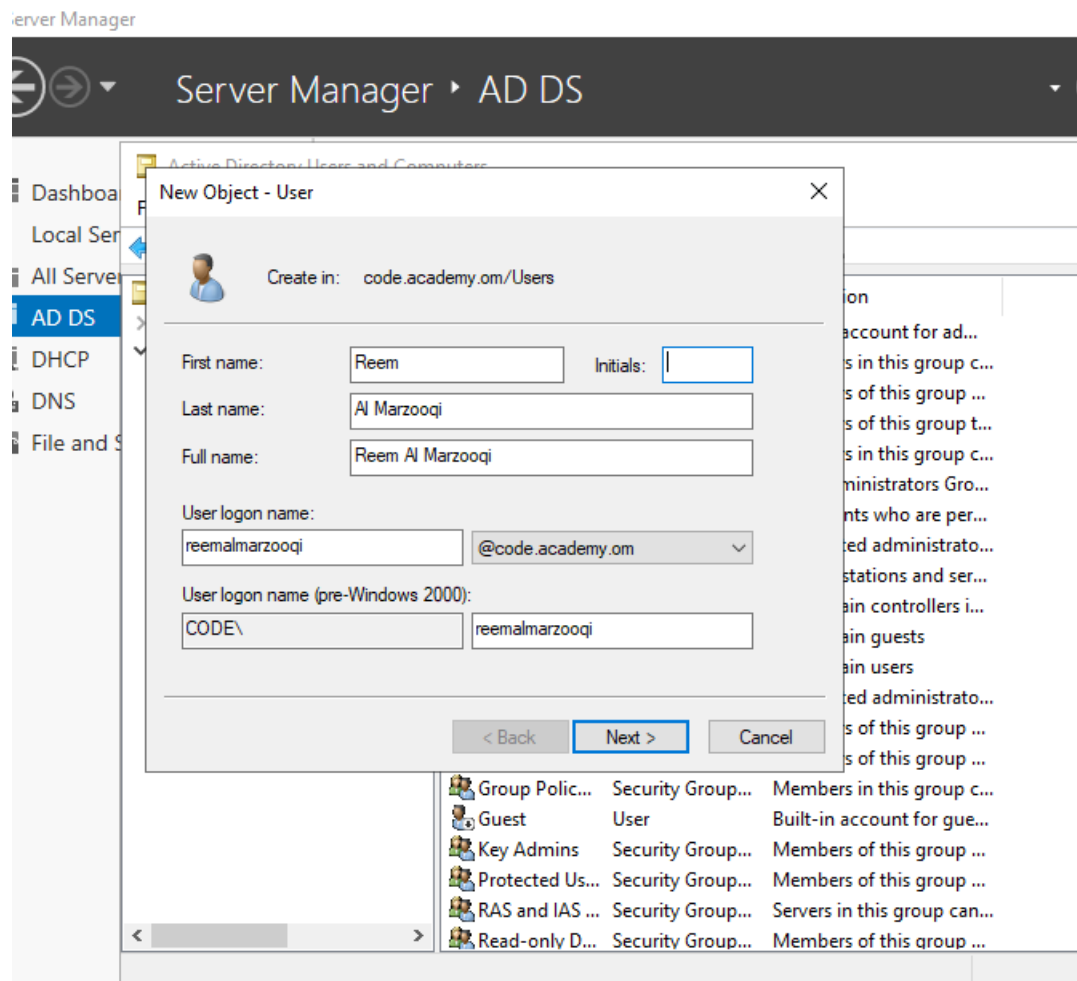 Server Manager
Server Manager ‣ AD DS
Active Directory Users and Computers
Dashboa
Local Ser
All Server
AD DS
DHCP
DNS
File and S
F
New Object - User
Create in: code.academy.om/Users
First name: Reem Initials:
Last name: Al Marzooqi
Full name: Reem Al Marzooqi
User logon name:
reemalmarzooqi @code.academy.om
User logon name (pre-Windows 2000):
CODE\ reemalmarzooqi
< Back Next > Cancel
ion
account for ad...
s in this group c...
s of this group ...
s of this group t...
s in this group c...
ministrators Gro...
nts who are per...
ted administrato...
stations and ser...
ain controllers i...
ain guests
ain users
ted administrato...
s of this group ...
s of this group ...
Group Polic... Security Group... Members in this group c...
Guest User Built-in account for gue...
Key Admins Security Group... Members of this group ...
Protected Us... Security Group... Members of this group ...
RAS and IAS ... Security Group... Servers in this group can...
Read-only D... Security Group... Members of this group ...